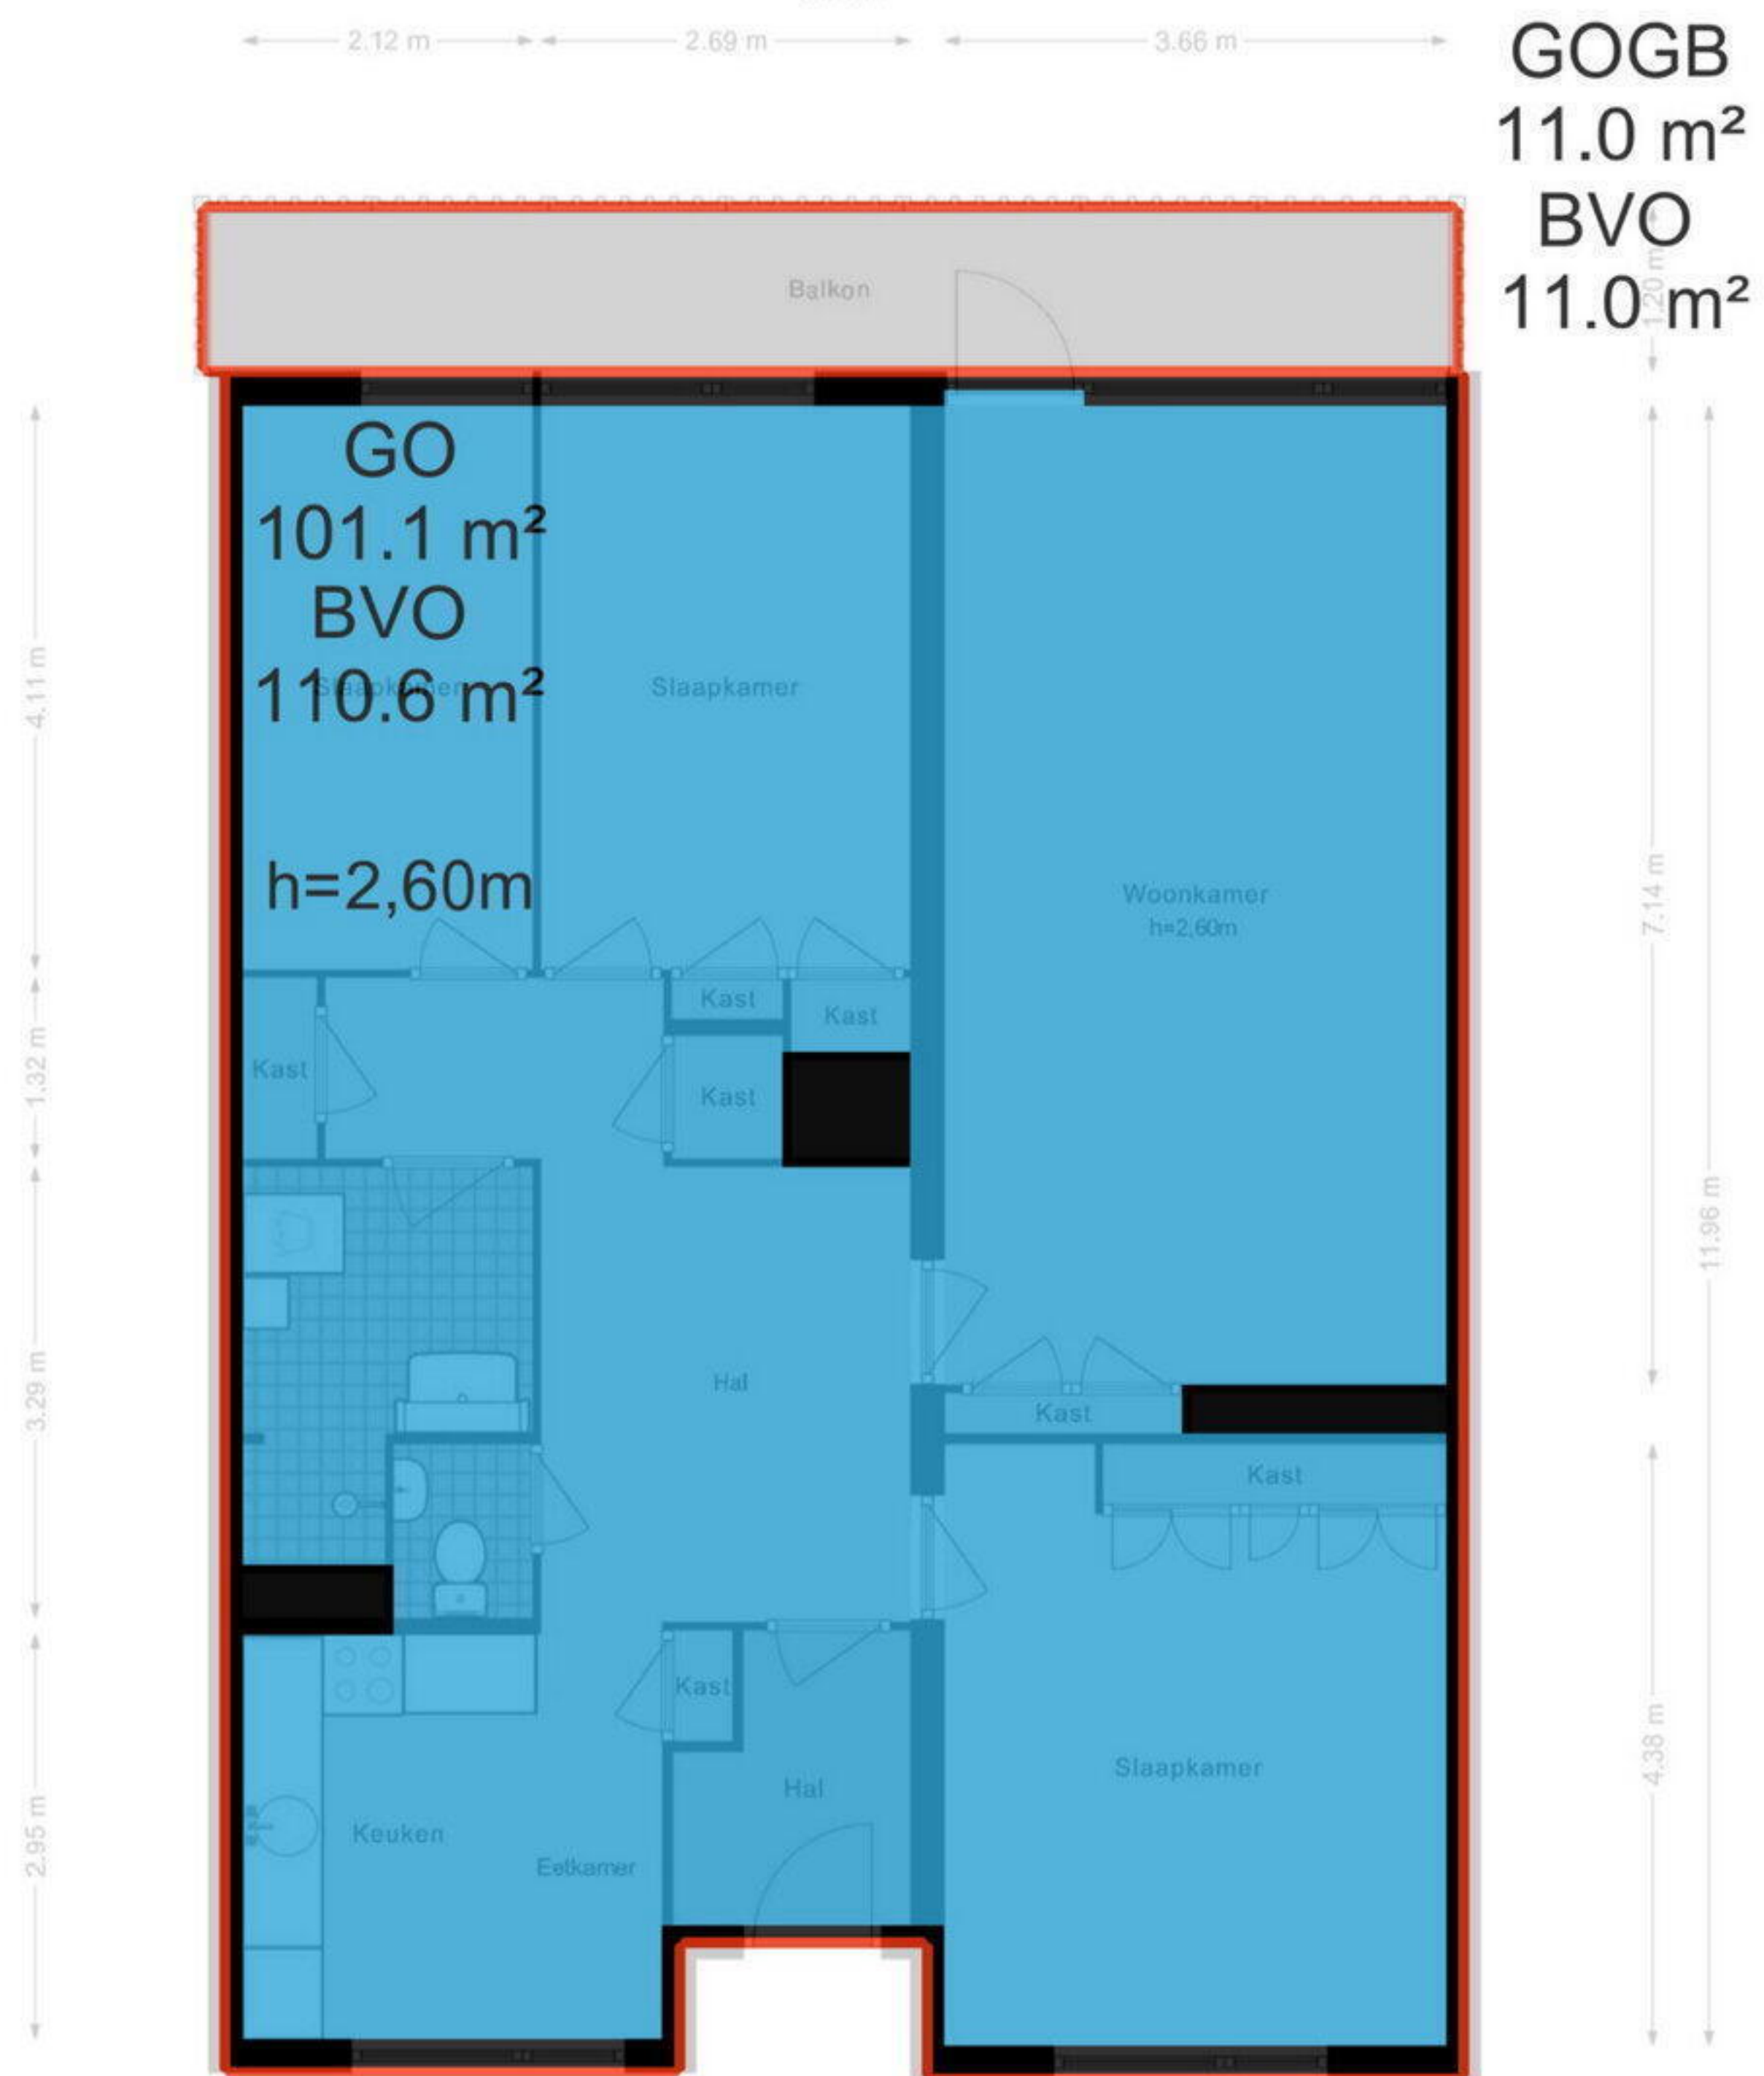 2.12 m
2.69 m
3.66 m
GOGB
11.0 m²
BVO
11.0 m²
1.20 m
Balkon
GO
101.1 m²
BVO
110.6 m²
h=2,60m
Slaapkamer
Slaapkamer
Woonkamer
h=2,60m
4.11 m
7.14 m
Kast
Kast
Kast
Kast
1.32 m
11.96 m
3.29 m
Hal
Kast
Kast
Kast
Hal
Slaapkamer
4.38 m
Keuken
Eetkamer
2.95 m